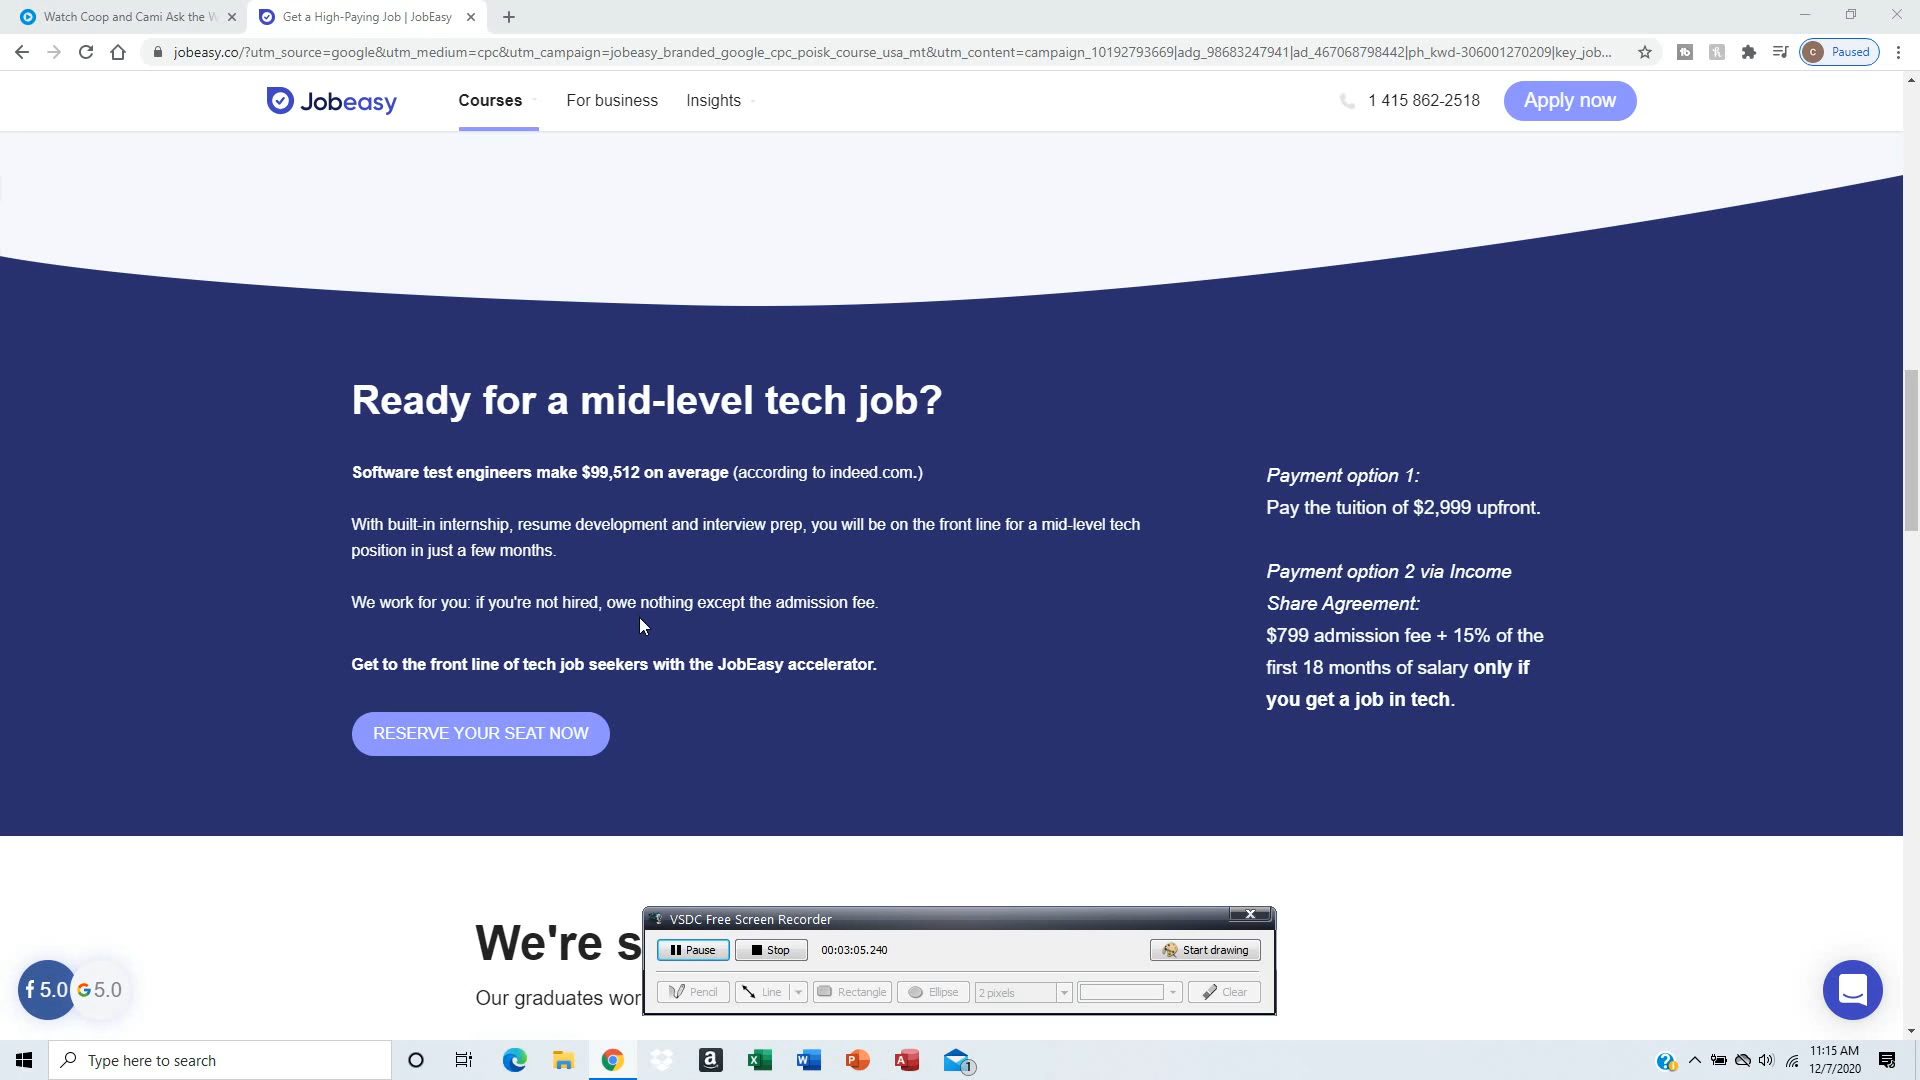 Watch Coop and Cami Ask the W
Get a High-Paying Job | JobEasy
jobeasy.co/?utm_source=google&utm_medium=cpc&utm_campaign=jobeasy_branded_google_cpc_poisk_course_usa_mt&utm_content=campaign_10192793669|adg_98683247941|ad_467068798442|ph_kwd-306001270209|key_job...
C Paused
Jobeasy
Courses
For business
Insights
1 415 862-2518
Apply now
Ready for a mid-level tech job?
Software test engineers make $99,512 on average (according to indeed.com.)
With built-in internship, resume development and interview prep, you will be on the front line for a mid-level tech
position in just a few months.
We work for you: if you're not hired, owe nothing except the admission fee.
Get to the front line of tech job seekers with the JobEasy accelerator.
RESERVE YOUR SEAT NOW
Payment option 1:
Pay the tuition of $2,999 upfront.
Payment option 2 via Income
Share Agreement:
$799 admission fee + 15% of the
first 18 months of salary only if
you get a job in tech.
We're s
Our graduates wor
f 5.0
G 5.0
VSDC Free Screen Recorder
Pause
Stop
00:03:05.240
Start drawing
Pencil
Line
Rectangle
Ellipse
2 pixels
Clear
Type here to search
1
11:15 AM
12/7/2020